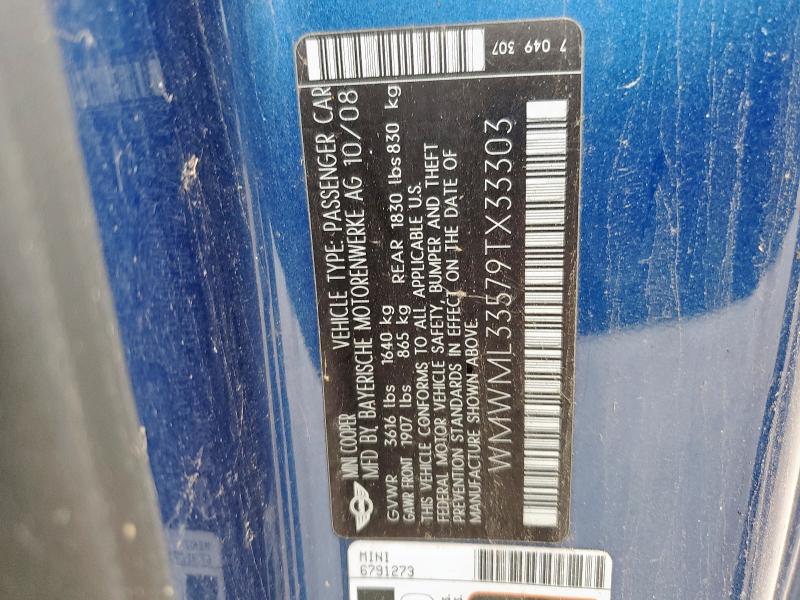 MINI COOPER VEHICLE TYPE: PASSENGER CAR
MFD BY BAYERISCHE MOTORENWERKE AG 10/08
GVWR 3616 lbs 1640 kg
GAWR FRONT 1907 lbs 865 kg REAR 1830 lbs 830 kg
THIS VEHICLE CONFORMS TO ALL APPLICABLE U.S.
FEDERAL MOTOR VEHICLE SAFETY, BUMPER AND THEFT
PREVENTION STANDARDS IN EFFECT ON THE DATE OF
MANUFACTURE SHOWN ABOVE
WMWML33579TX33303
7 049 307
MINI
6791273